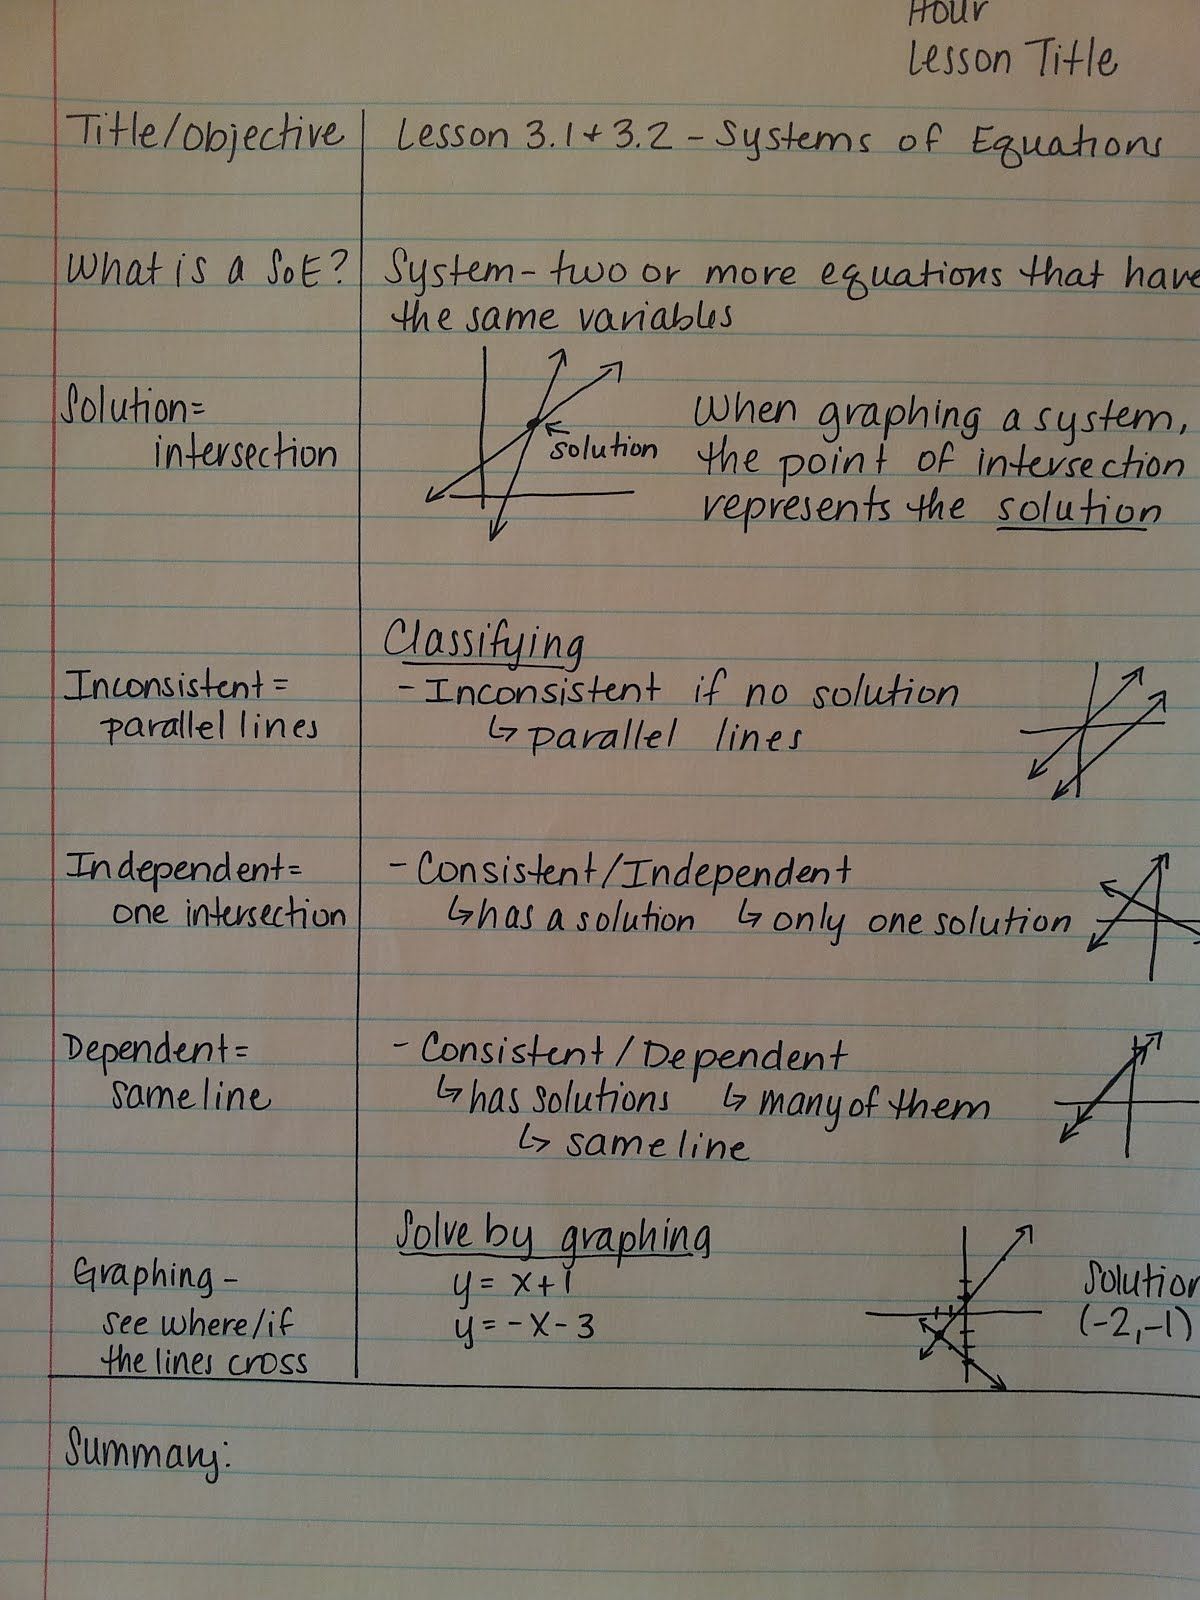 Hour
Lesson Title
Title/Objective
Lesson 3.1 + 3.2 - Systems of Equations
What is a SoE?
System - two or more equations that have
the same variables
Solution=
intersection
solution
When graphing a system,
the point of intersection
represents the solution
Classifying
Inconsistent =
parallel lines
- Inconsistent if no solution
↳ parallel lines
Independent=
one intersection
- Consistent/Independent
↳ has a solution ↳ only one solution
Dependent=
same line
- Consistent/Dependent
↳ has solutions ↳ many of them
↳ same line
Solve by graphing
Graphing -
see where/if
the lines cross
y = x+1
y = -x-3
Solution
(-2,-1)
Summary: